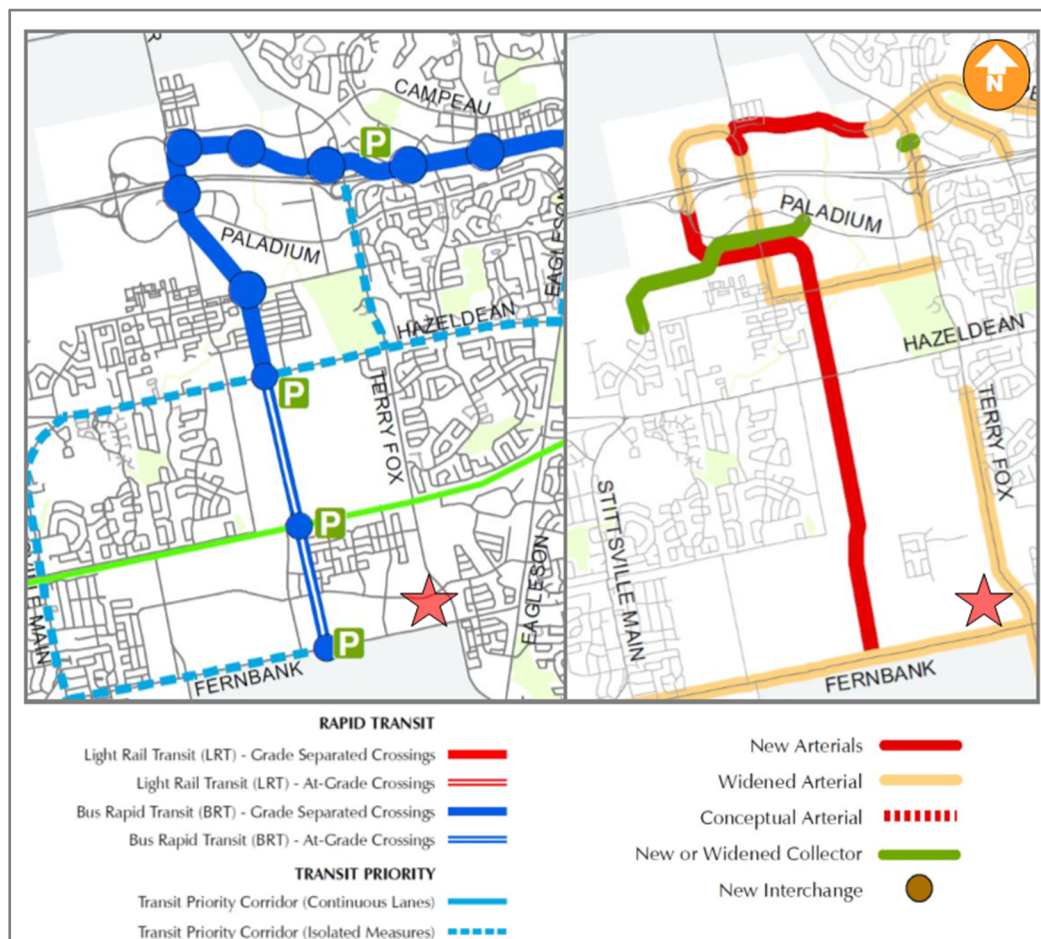 R
CAMPEAU
P
PALADIUM
EAGLESON
HAZELDEAN
P
TERRY FOX
P
MAIN
EAGLESON
P
FERNBANK
N
PALADIUM
HAZELDEAN
TERRY FOX
STITTSVILLE MAIN
FERNBANK
RAPID TRANSIT
Light Rail Transit (LRT) - Grade Separated Crossings
Light Rail Transit (LRT) - At-Grade Crossings
Bus Rapid Transit (BRT) - Grade Separated Crossings
Bus Rapid Transit (BRT) - At-Grade Crossings
TRANSIT PRIORITY
Transit Priority Corridor (Continuous Lanes)
Transit Priority Corridor (Isolated Measures)
New Arterials
Widened Arterial
Conceptual Arterial
New or Widened Collector
New Interchange